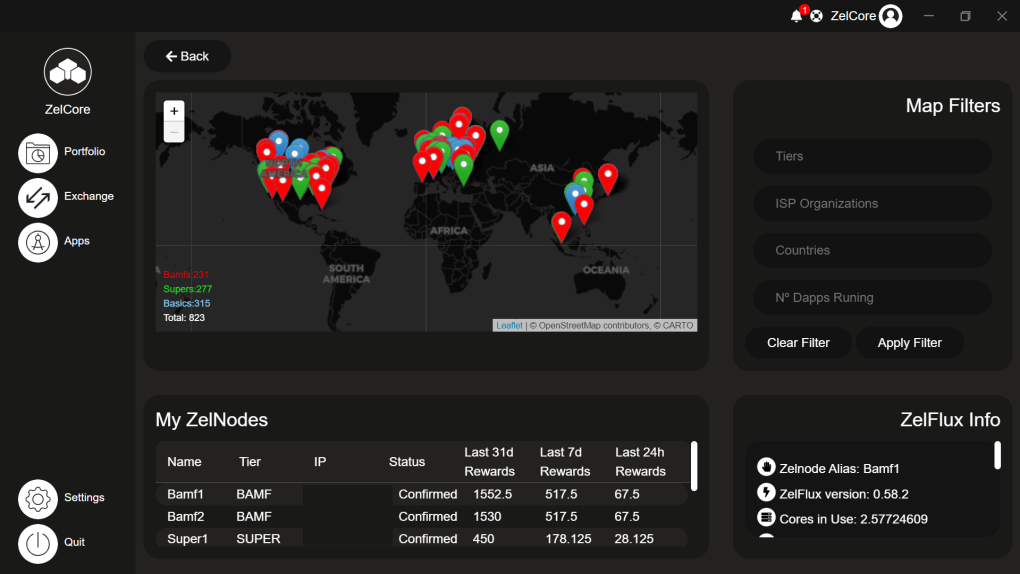 1
ZelCore
ZelCore
Portfolio
Exchange
Apps
Settings
Quit
Back
+
−
ASIA
AFRICA
SOUTH
AMERICA
OCEANIA
Bamfs:231
Supers:277
Basics:315
Total: 823
Leaflet | © OpenStreetMap contributors, © CARTO
Map Filters
Tiers
ISP Organizations
Countries
Nº Dapps Runing
Clear Filter Apply Filter
My ZelNodes
Name Tier IP Status Last 31d Rewards Last 7d Rewards Last 24h Rewards
Bamf1 BAMF Confirmed 1552.5 517.5 67.5
Bamf2 BAMF Confirmed 1530 517.5 67.5
Super1 SUPER Confirmed 450 178.125 28.125
ZelFlux Info
Zelnode Alias: Bamf1
ZelFlux version: 0.58.2
Cores in Use: 2.57724609